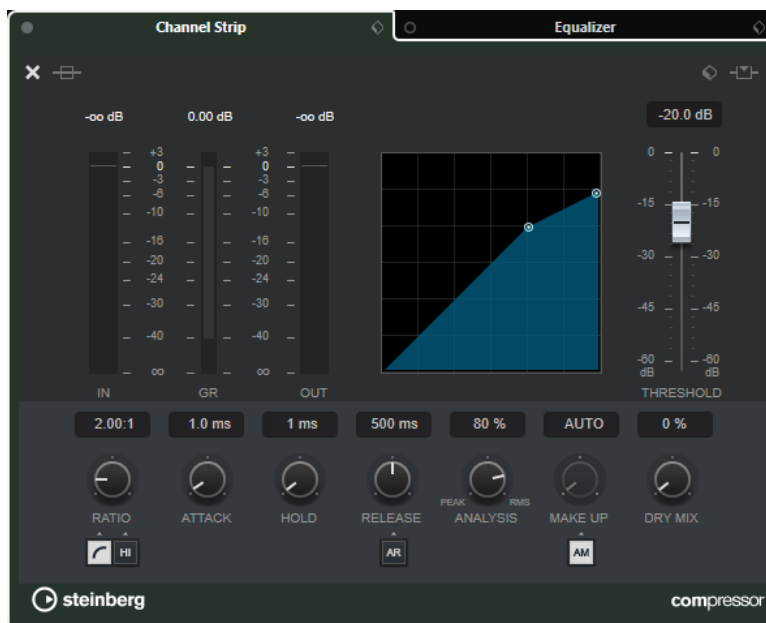 Channel Strip
Equalizer
-oo dB 0.00 dB -oo dB -20.0 dB
+3 +3 0 0
0 0
-3 -3
-6 -6
-10 -10 -15 -15
-16 -16
-20 -20 -30 -30
-24 -24
-30 -30 -45 -45
-40 -40
∞ ∞ -60 -60
dB dB
IN GR OUT THRESHOLD
2.00:1 1.0 ms 1 ms 500 ms 80 % AUTO 0 %
PEAK RMS
RATIO ATTACK HOLD RELEASE ANALYSIS MAKE UP DRY MIX
HI AR AM
steinberg compressor